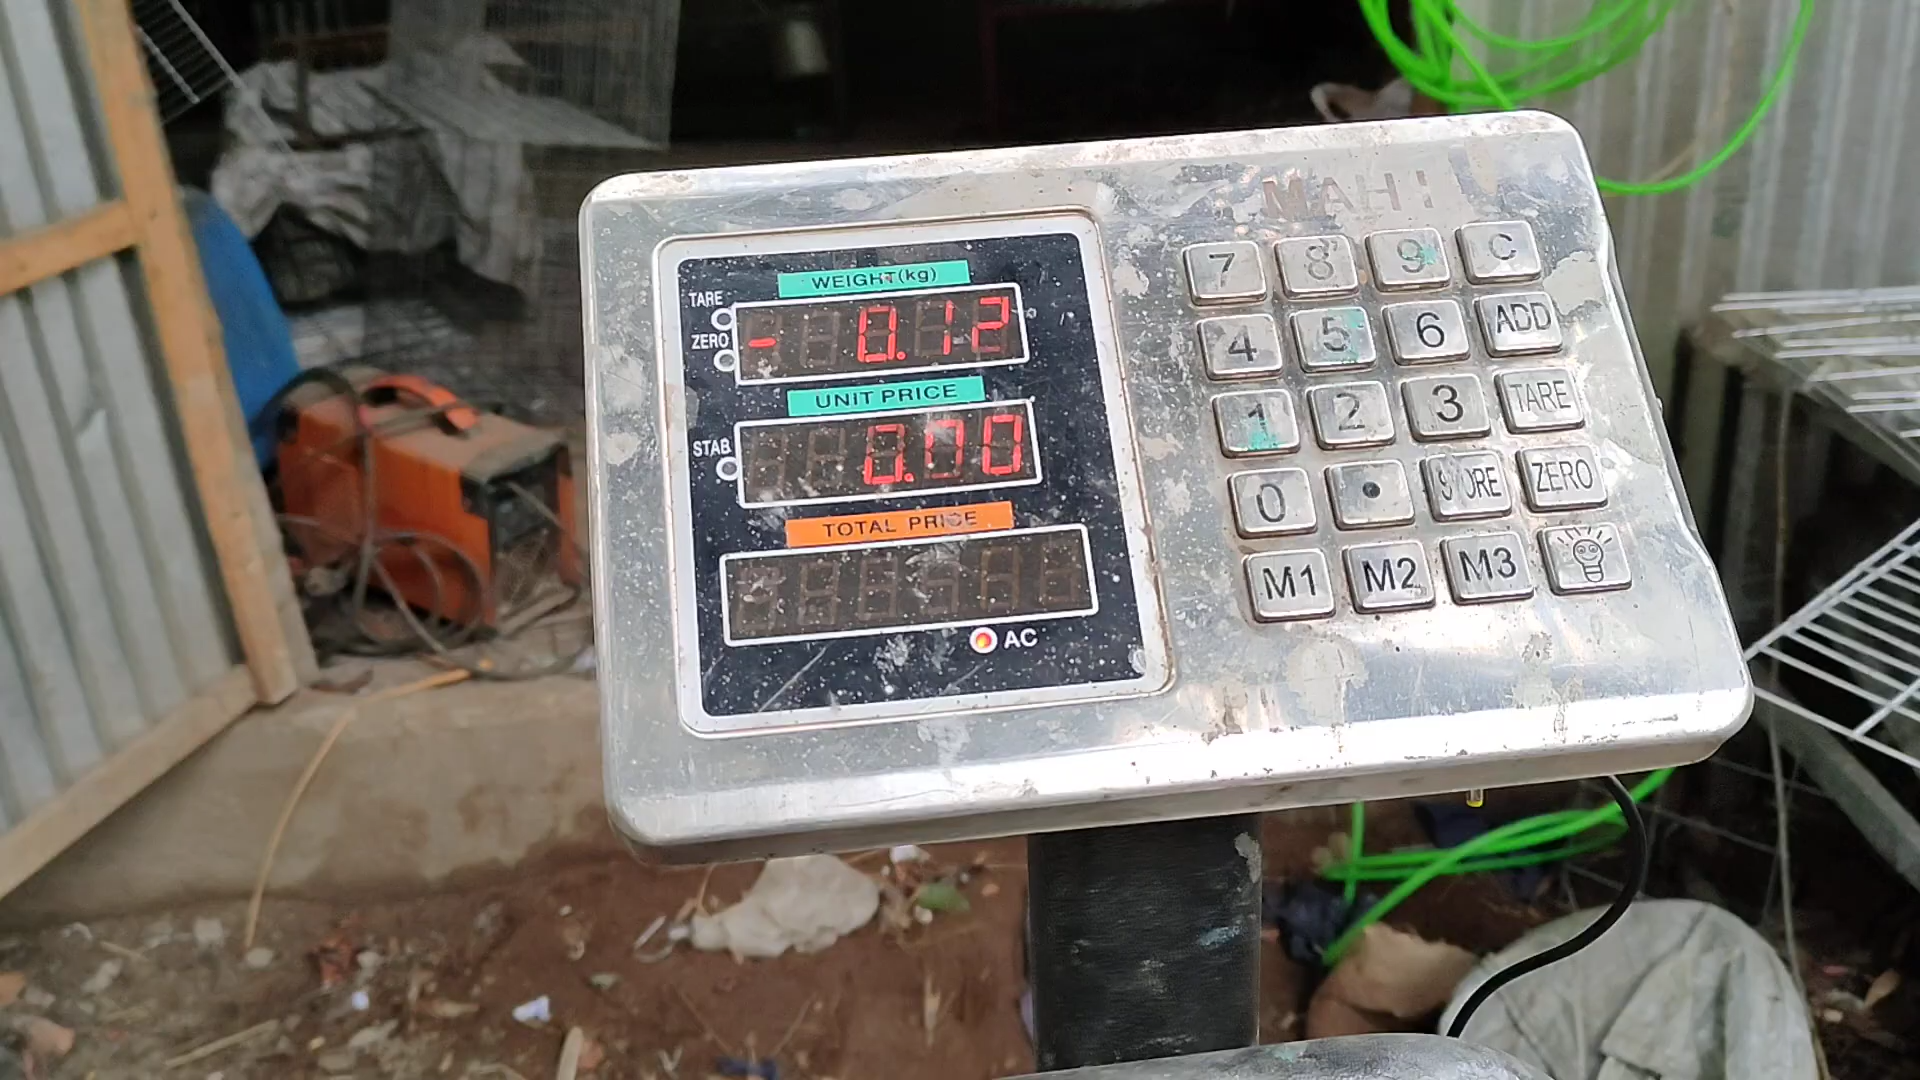 MAHI
WEIGHT(kg)
TARE
ZERO
- 0.12
UNIT PRICE
STAB
0.00
TOTAL PRICE
AC
7 8 9 C
4 5 6 ADD
1 2 3 TARE
0 . STORE ZERO
M1 M2 M3